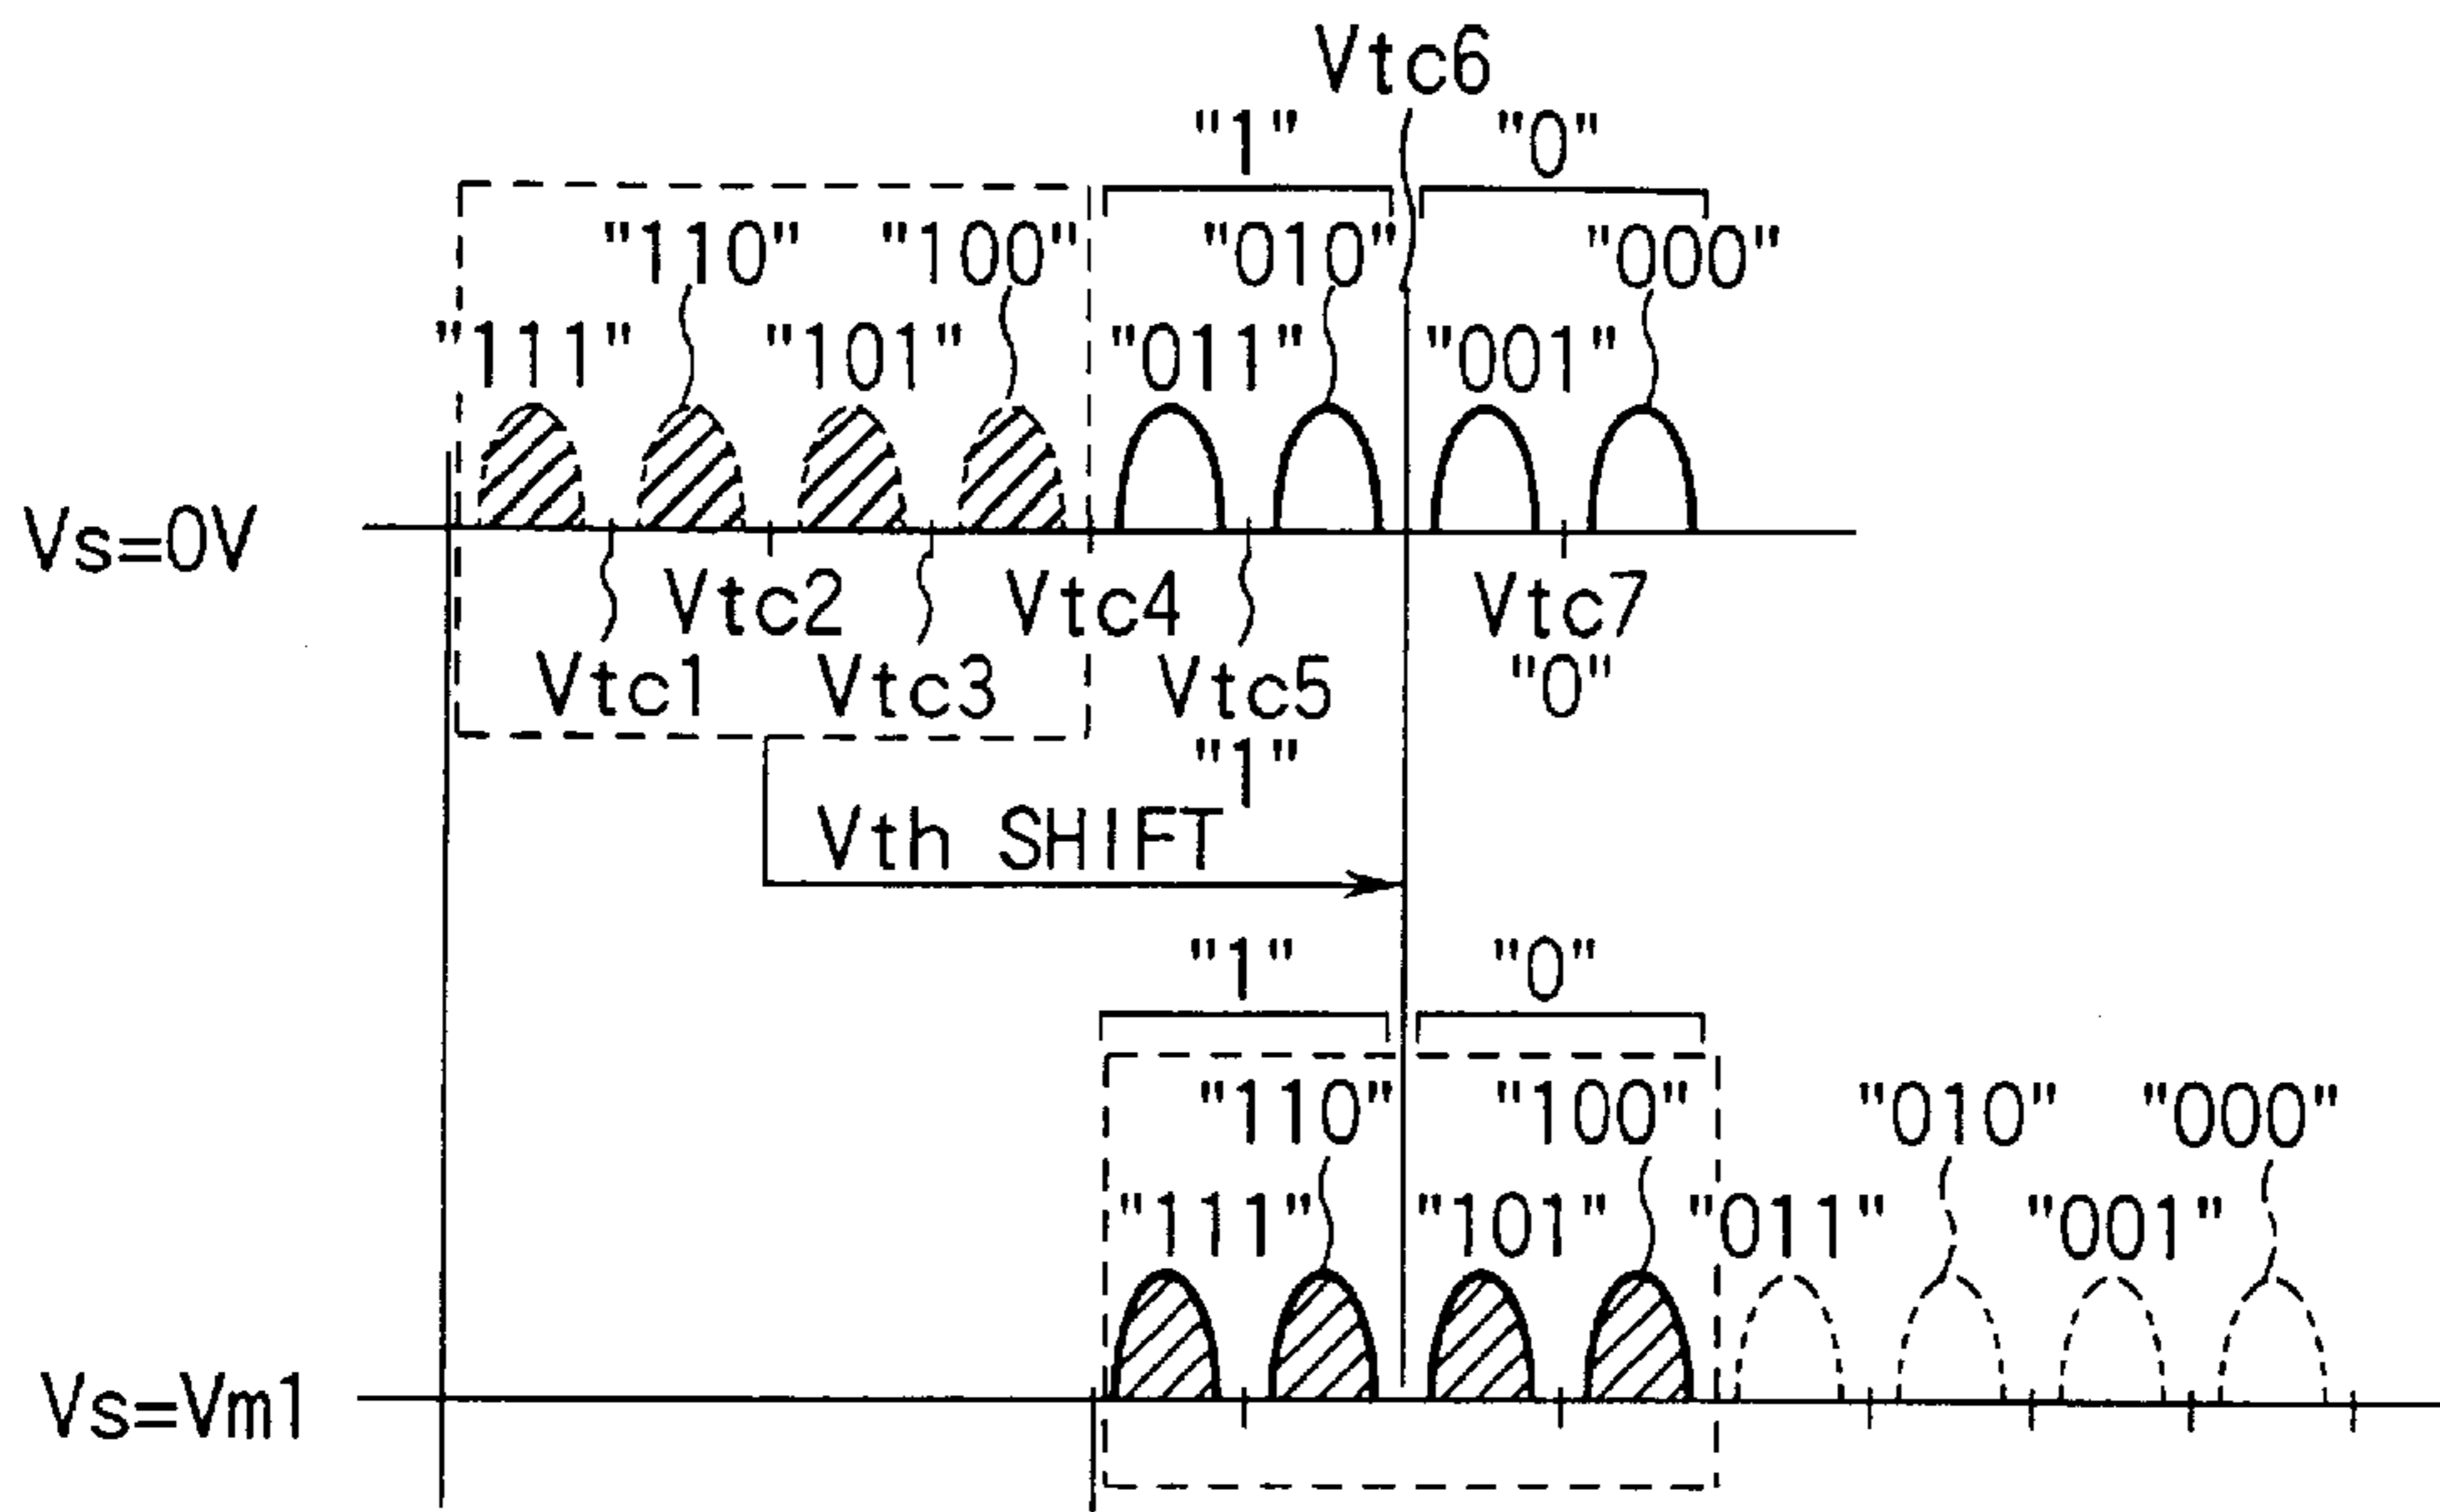 Vtc6
"1" "0"
"110" "100" "010" "000"
"111" "101" "011" "001"
Vs=0V
Vtc2 Vtc4 Vtc7
Vtc1 Vtc3 Vtc5 "0"
"1"
Vth SHIFT
"1" "0"
"110" "100" "010" "000"
"111" "101" "011" "001"
Vs=Vm1